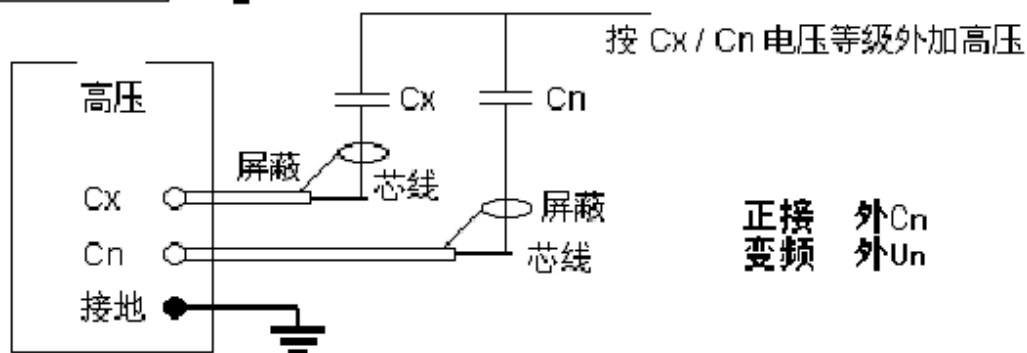 按 Cx / Cn 电压等级外加高压
高压
Cx
Cn
屏蔽
芯线
Cx
屏蔽
正接 外Cn
Cn
芯线
变频 外Un
接地